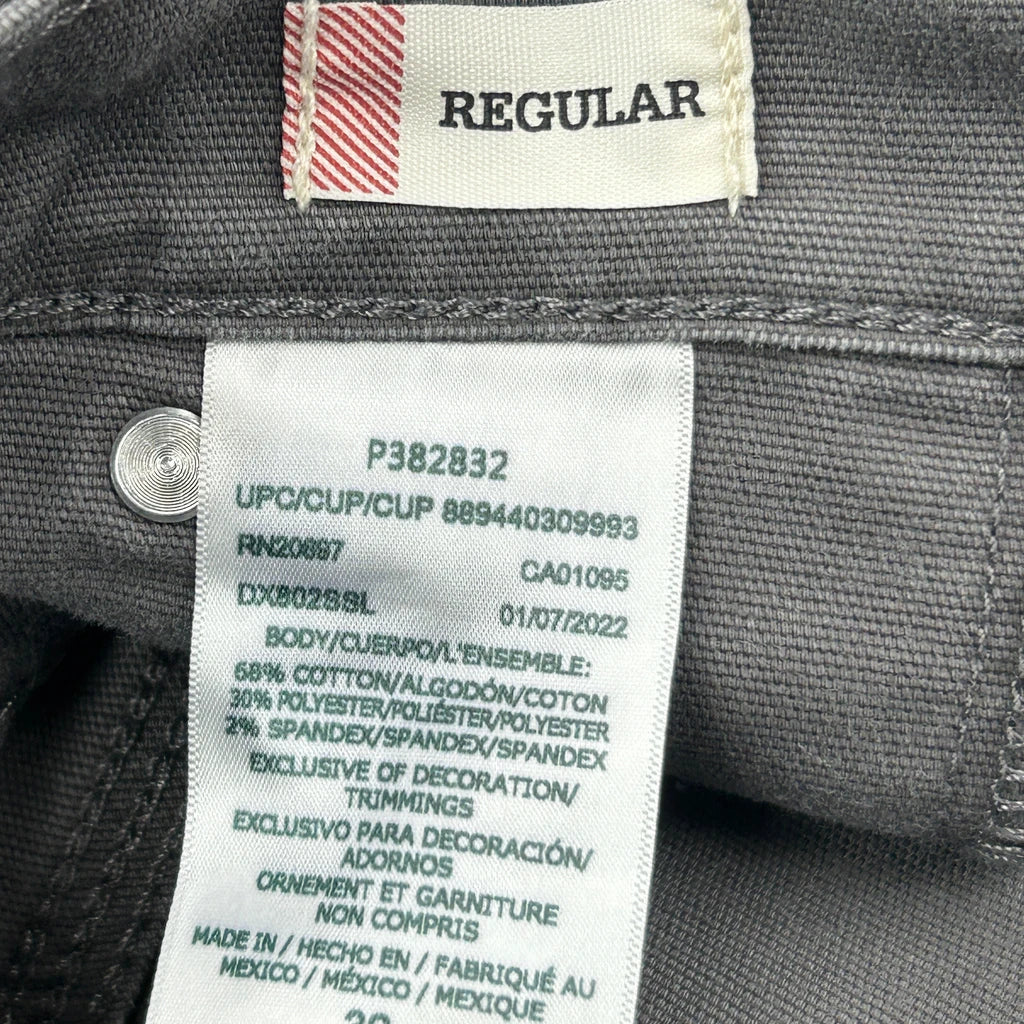 REGULAR
P382832
UPC/CUP/CUP 889440309993
RN20697
CA01095
DX802SSL 01/07/2022
BODY/CUERPO/L'ENSEMBLE:
68% COTTON/ALGODÓN/COTON
30% POLYESTER/POLIÉSTER/POLYESTER
2% SPANDEX/SPANDEX/SPANDEX
EXCLUSIVE OF DECORATION/
TRIMMINGS
EXCLUSIVO PARA DECORACIÓN/
ADORNOS
ORNEMENT ET GARNITURE
NON COMPRIS
MADE IN / HECHO EN / FABRIQUÉ AU
MEXICO / MÉXICO / MEXIQUE